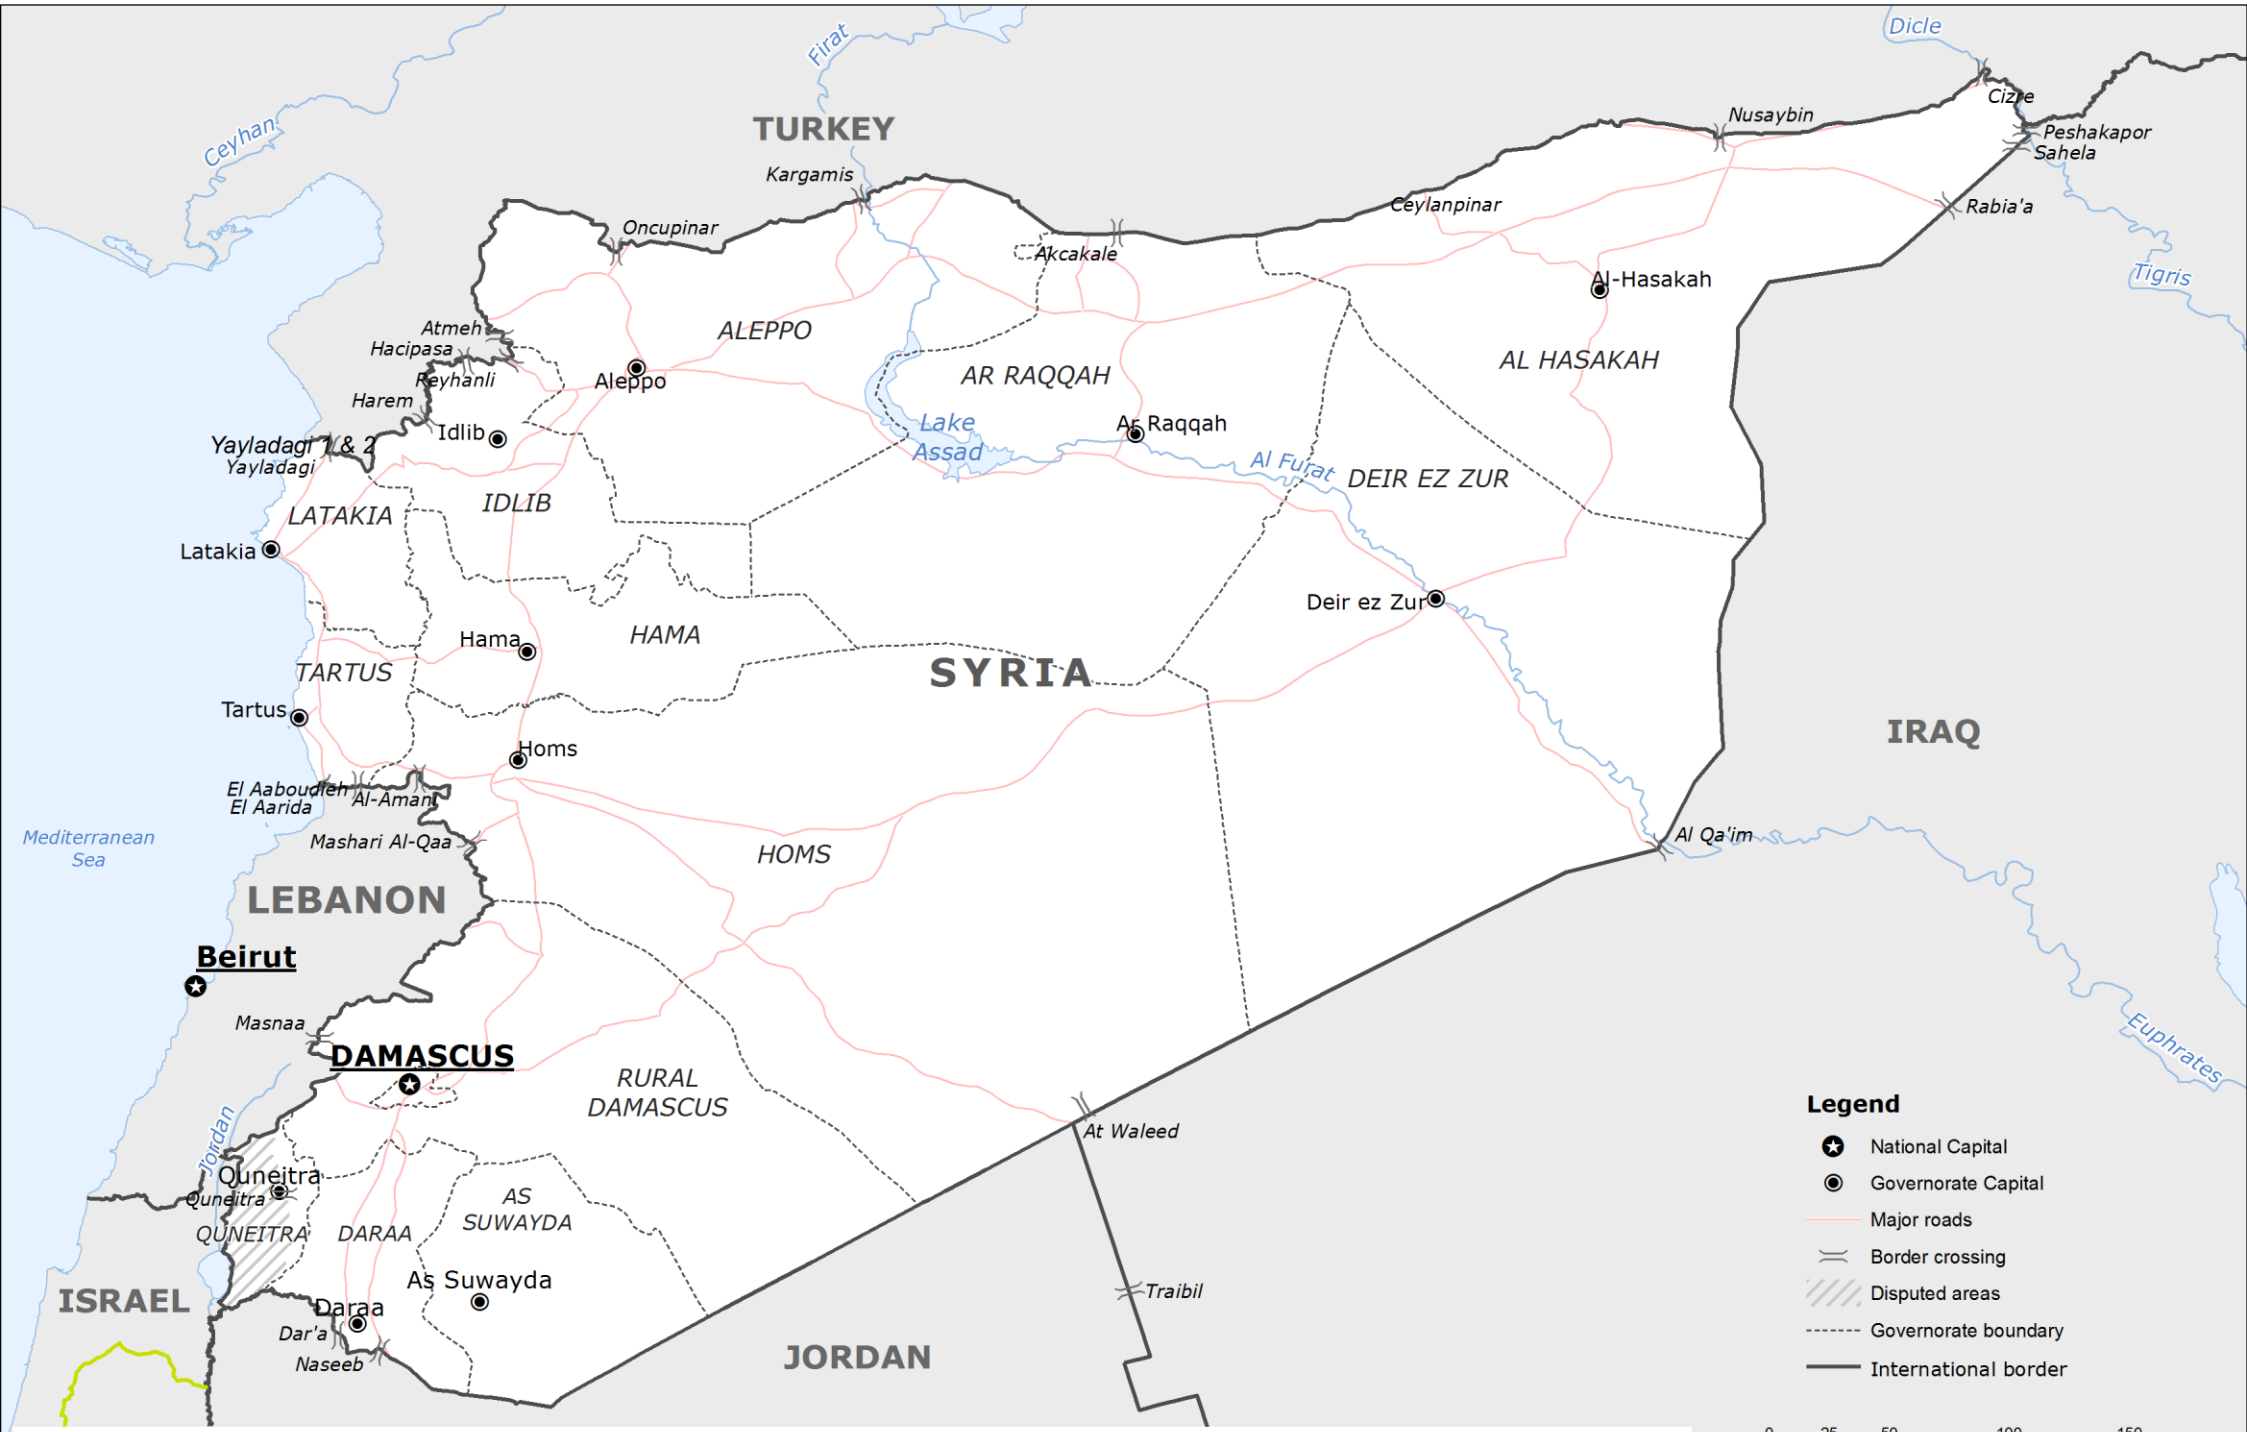 Dicle
Firat
Cizre
Ceyhan
TURKEY
Nusaybin
Peshakapor
Sahela
Kargamis
Ceylanpinar
Rabia'a
Oncupinar
Akcakale
Tigris
Al-Hasakah
Atmeh
Hacipasa
ALEPPO
AL HASAKAH
Reyhanli
Aleppo
AR RAQQAH
Harem
Idlib
Lake
Assad
Ar Raqqah
Yayladagi 1 & 2
Yayladagi
Al Furat
DEIR EZ ZUR
IDLIB
LATAKIA
Latakia
Deir ez Zur
Hama
HAMA
TARTUS
SYRIA
Tartus
IRAQ
Homs
El Aaboudieh
El Aarida
Al-Amani
Mediterranean
Sea
Mashari Al-Qaa
HOMS
Al Qa'im
LEBANON
Beirut
Masnaa
DAMASCUS
RURAL
DAMASCUS
Euphrates
Jordan
At Waleed
Quneitra
Quneitra
QUNEITRA
DARAA
AS
SUWAYDA
As Suwayda
ISRAEL
Daraa
Dar'a
Naseeb
JORDAN
Traibil
Legend
National Capital
Governorate Capital
Major roads
Border crossing
Disputed areas
Governorate boundary
International border
0 25 50 100 150